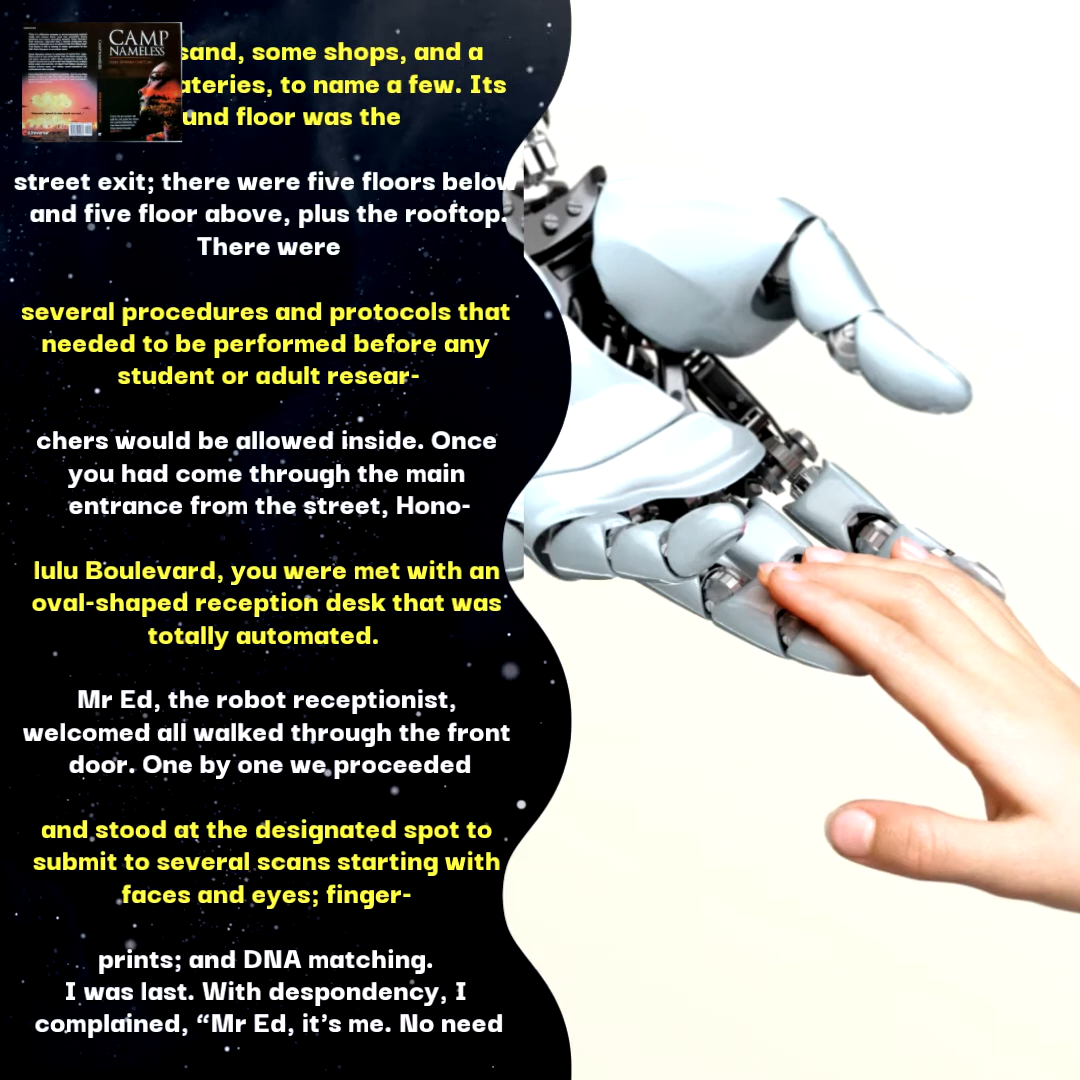 CAMP
NAMELESS
sand, some shops, and a
ateries, to name a few. Its
und floor was the
street exit; there were five floors below
and five floor above, plus the rooftop.
There were
several procedures and protocols that
needed to be performed before any
student or adult resear-
chers would be allowed inside. Once
you had come through the main
entrance from the street, Hono-
lulu Boulevard, you were met with an
oval-shaped reception desk that was
totally automated.
Mr Ed, the robot receptionist,
welcomed all walked through the front
door. One by one we proceeded
and stood at the designated spot to
submit to several scans starting with
faces and eyes; finger-
prints; and DNA matching.
I was last. With despondency, I
complained, “Mr Ed, it’s me. No need